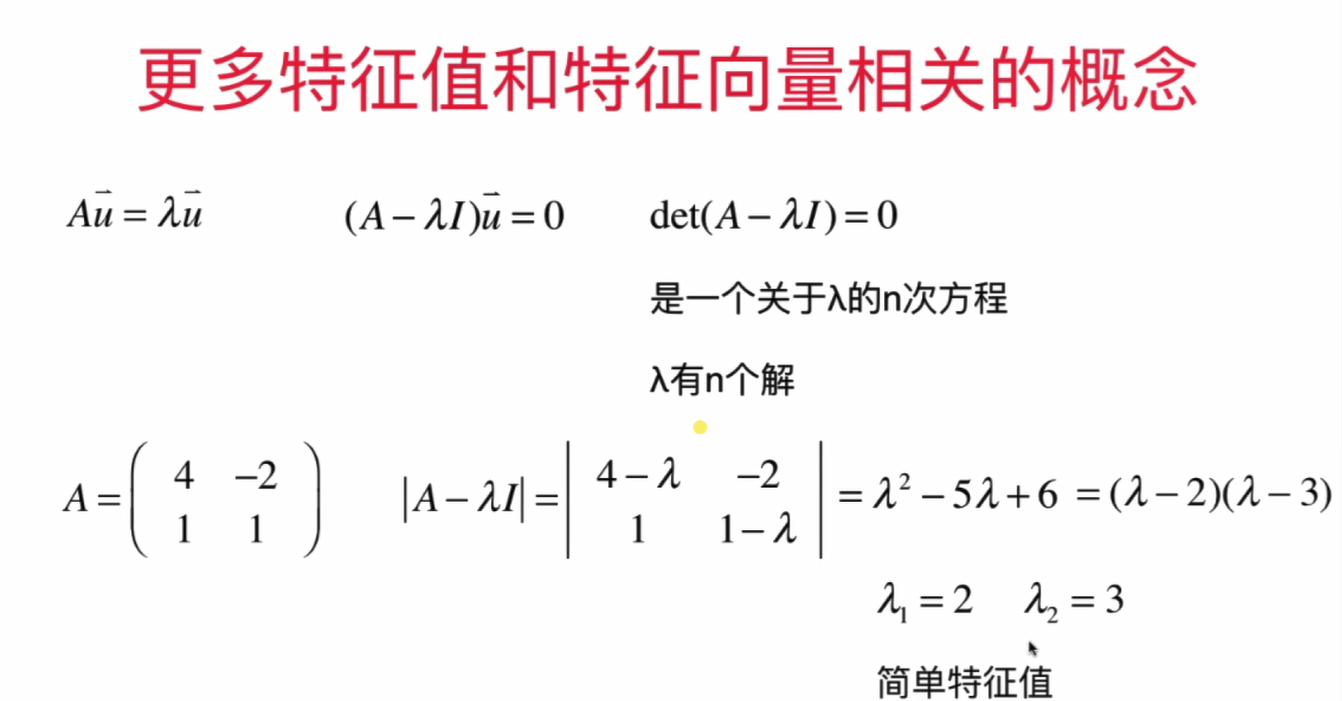 更多特征值和特征向量相关的概念
$A\vec{u} = \lambda\vec{u}$ $(A-\lambda I)\vec{u} = 0$ $\det(A-\lambda I) = 0$
是一个关于λ的n次方程
λ有n个解
$A = \begin{pmatrix} 4 & -2 \\ 1 & 1 \end{pmatrix}$ $|A-\lambda I| = \begin{vmatrix} 4-\lambda & -2 \\ 1 & 1-\lambda \end{vmatrix} = \lambda^2 - 5\lambda + 6 = (\lambda-2)(\lambda-3)$
$\lambda_1 = 2$ $\lambda_2 = 3$
简单特征值